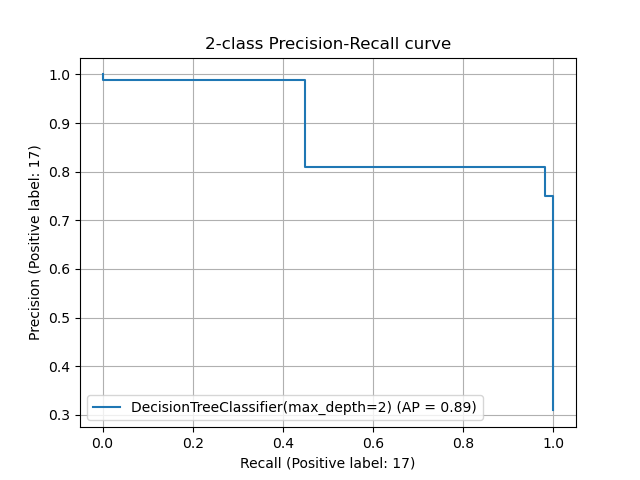 2-class Precision-Recall curve
Precision (Positive label: 17)
1.0
0.9
0.8
0.7
0.6
0.5
0.4
0.3
DecisionTreeClassifier(max_depth=2) (AP = 0.89)
0.0 0.2 0.4 0.6 0.8 1.0
Recall (Positive label: 17)